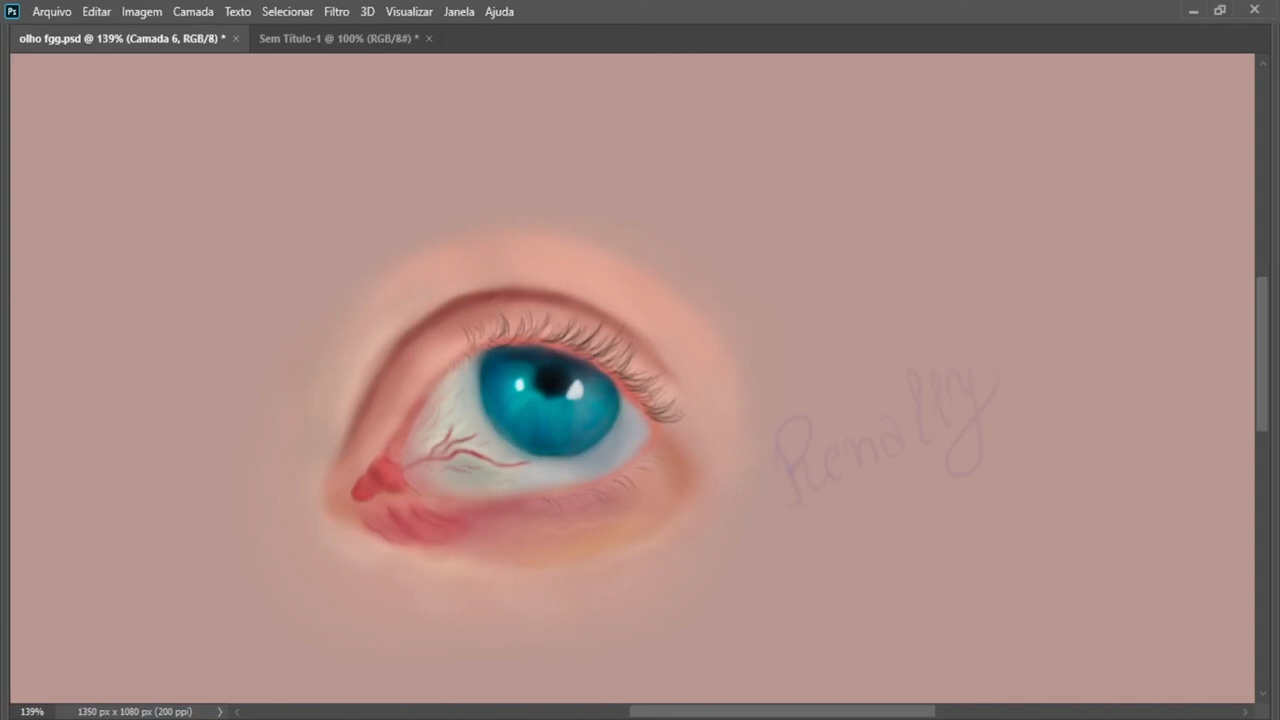 Ps Arquivo Editar Imagem Camada Texto Selecionar Filtro 3D Visualizar Janela Ajuda
olho fgg.psd @ 139% (Camada 6, RGB/8) * × Sem Título-1 @ 100% (RGB/8#) * ×
Renally
139% 1350 px x 1080 px (200 ppi)